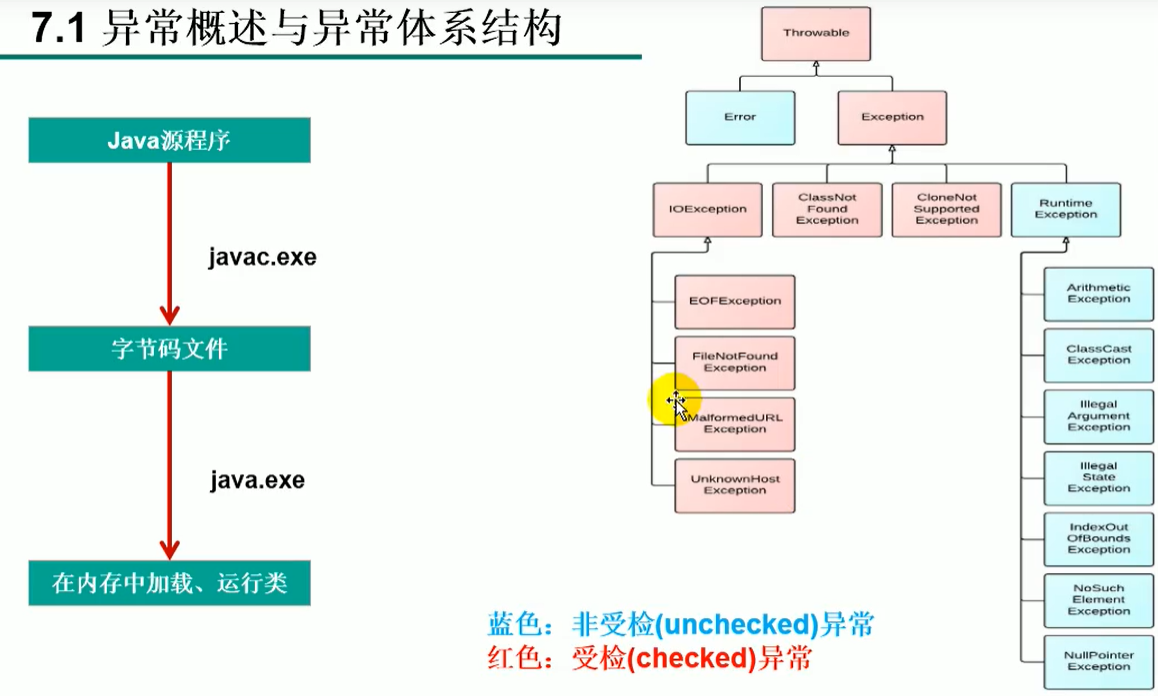 7.1 异常概述与异常体系结构
Java源程序
javac.exe
字节码文件
java.exe
在内存中加载、运行类
Throwable
Error
Exception
IOException
ClassNot
Found
Exception
CloneNot
Supported
Exception
Runtime
Exception
EOFException
FileNotFound
Exception
MalformedURL
Exception
UnknownHost
Exception
Arithmetic
Exception
ClassCast
Exception
Illegal
Argument
Exception
Illegal
State
Exception
IndexOut
OfBounds
Exception
NoSuch
Element
Exception
NullPointer
Exception
蓝色：非受检(unchecked)异常
红色：受检(checked)异常